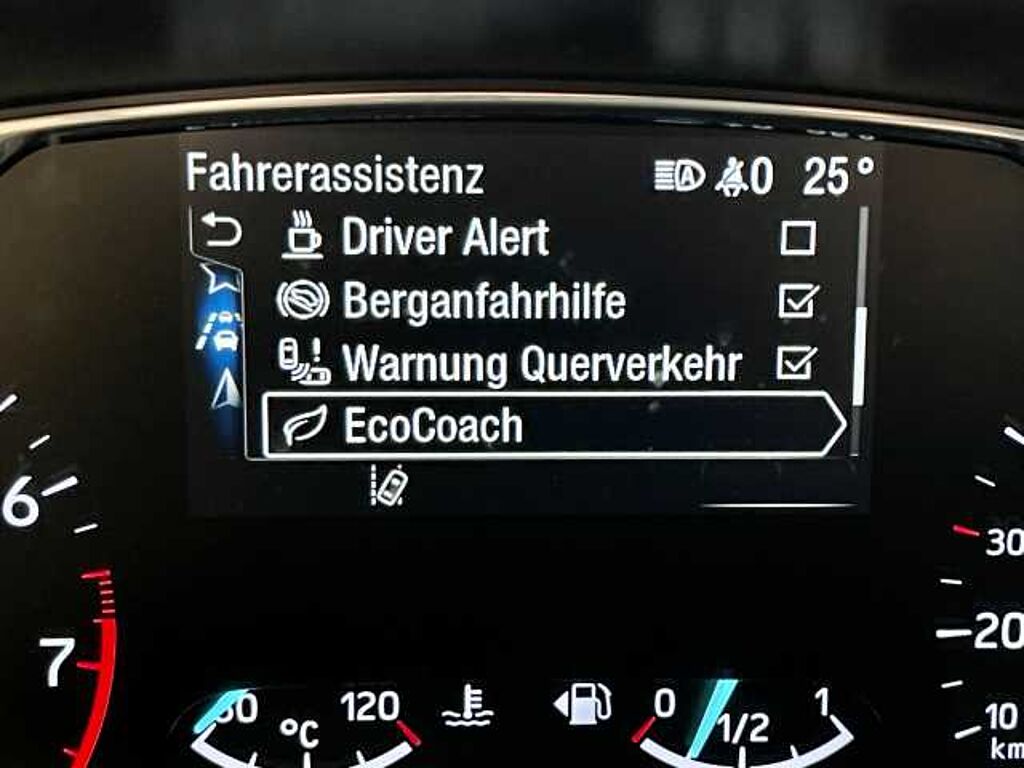 Fahrerassistenz A 0 25°
Driver Alert
Berganfahrhilfe
Warnung Querverkehr
EcoCoach
6
7
30
20
10
km
60 °C 120
0 1/2 1